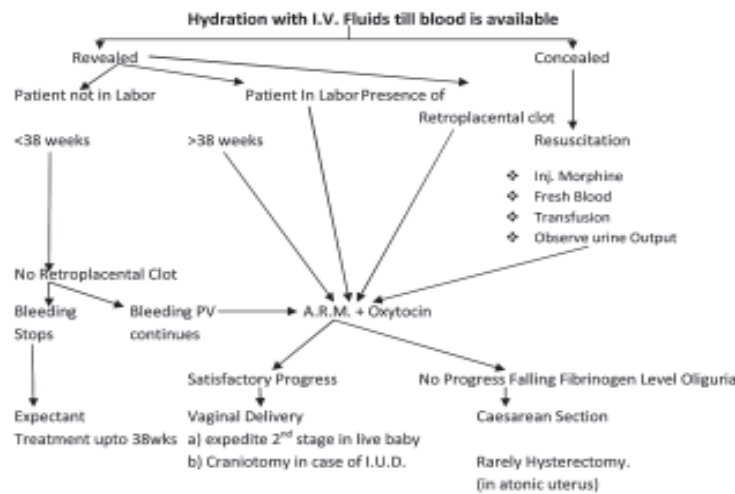 Hydration with I.V. Fluids till blood is available
Revealed
Concealed
Patient not in Labor
Patient In Labor
Presence of
Retroplacental clot
<38 weeks
>38 weeks
Resuscitation
❖ Inj. Morphine
❖ Fresh Blood
❖ Transfusion
❖ Observe urine Output
No Retroplacental Clot
Bleeding
Stops
Bleeding PV
continues
A.R.M. + Oxytocin
Satisfactory Progress
No Progress Falling Fibrinogen Level Oliguria
Expectant
Treatment upto 38wks
Vaginal Delivery
a) expedite 2nd stage in live baby
b) Craniotomy in case of I.U.D.
Caesarean Section
Rarely Hysterectomy.
(in atonic uterus)